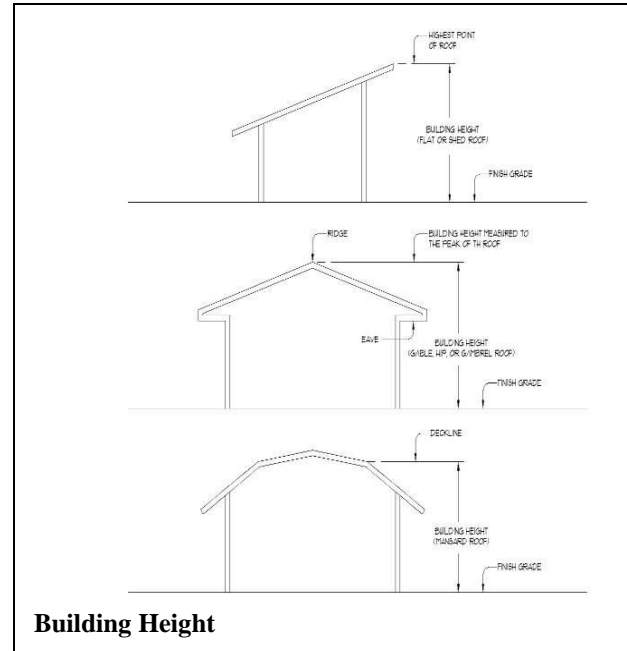 HIGHEST POINT
OF ROOF
BUILDING HEIGHT
(FLAT OR SHED ROOF)
FINISH GRADE
RIDGE
BUILDING HEIGHT MEASURED TO
THE PEAK OF TH ROOF
EAVE
BUILDING HEIGHT
(GABLE, HIP, OR GAMBREL ROOF)
FINISH GRADE
DECKLINE
BUILDING HEIGHT
(MANSARD ROOF)
FINISH GRADE
Building Height